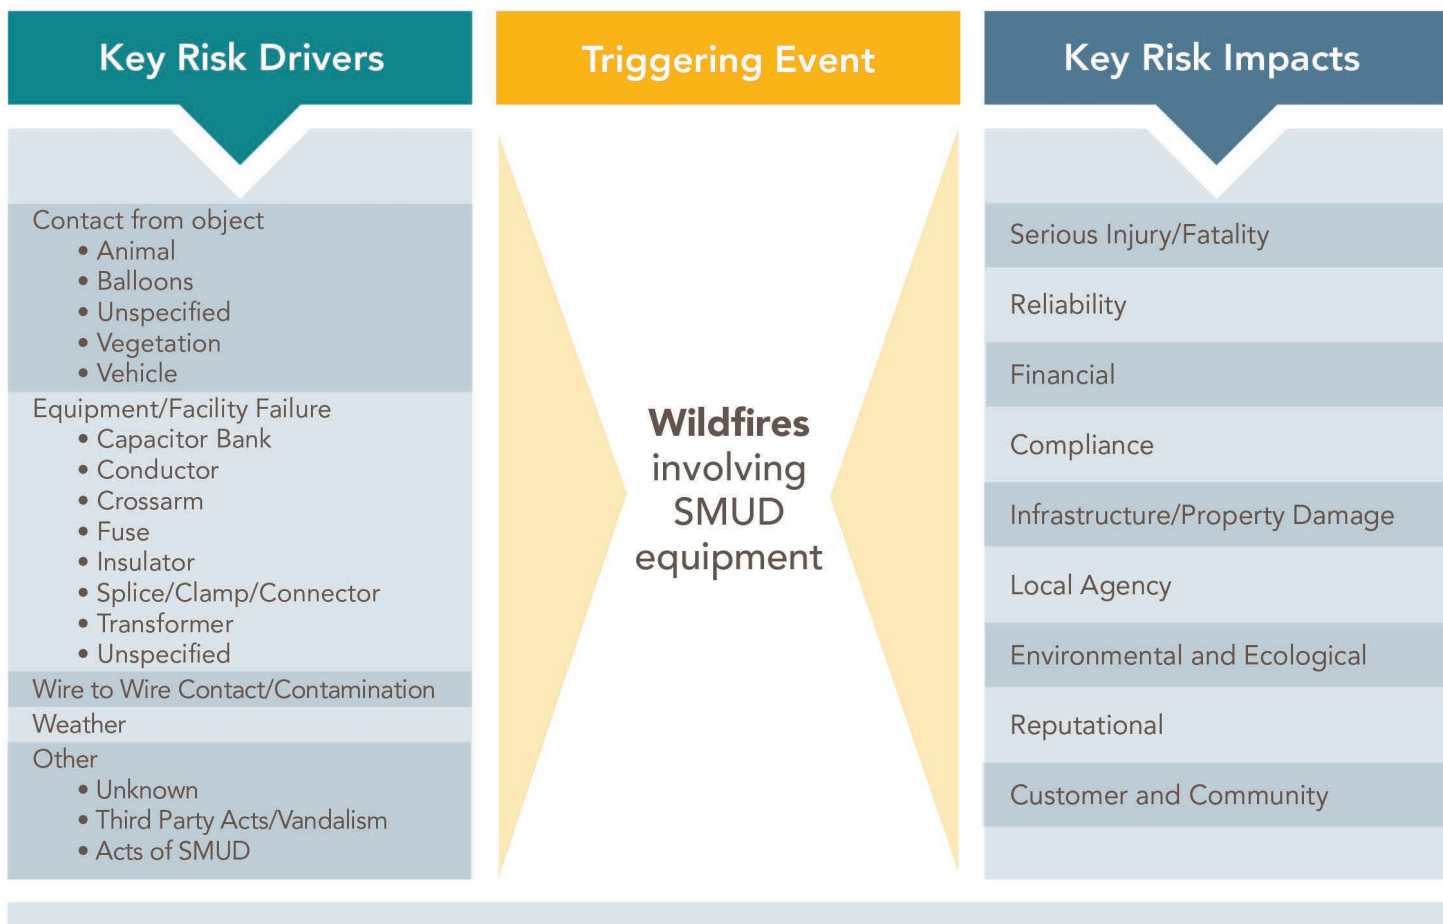 Key Risk Drivers
Contact from object
• Animal
• Balloons
• Unspecified
• Vegetation
• Vehicle
Equipment/Facility Failure
• Capacitor Bank
• Conductor
• Crossarm
• Fuse
• Insulator
• Splice/Clamp/Connector
• Transformer
• Unspecified
Wire to Wire Contact/Contamination
Weather
Other
• Unknown
• Third Party Acts/Vandalism
• Acts of SMUD
Triggering Event
Wildfires
involving
SMUD
equipment
Key Risk Impacts
Serious Injury/Fatality
Reliability
Financial
Compliance
Infrastructure/Property Damage
Local Agency
Environmental and Ecological
Reputational
Customer and Community